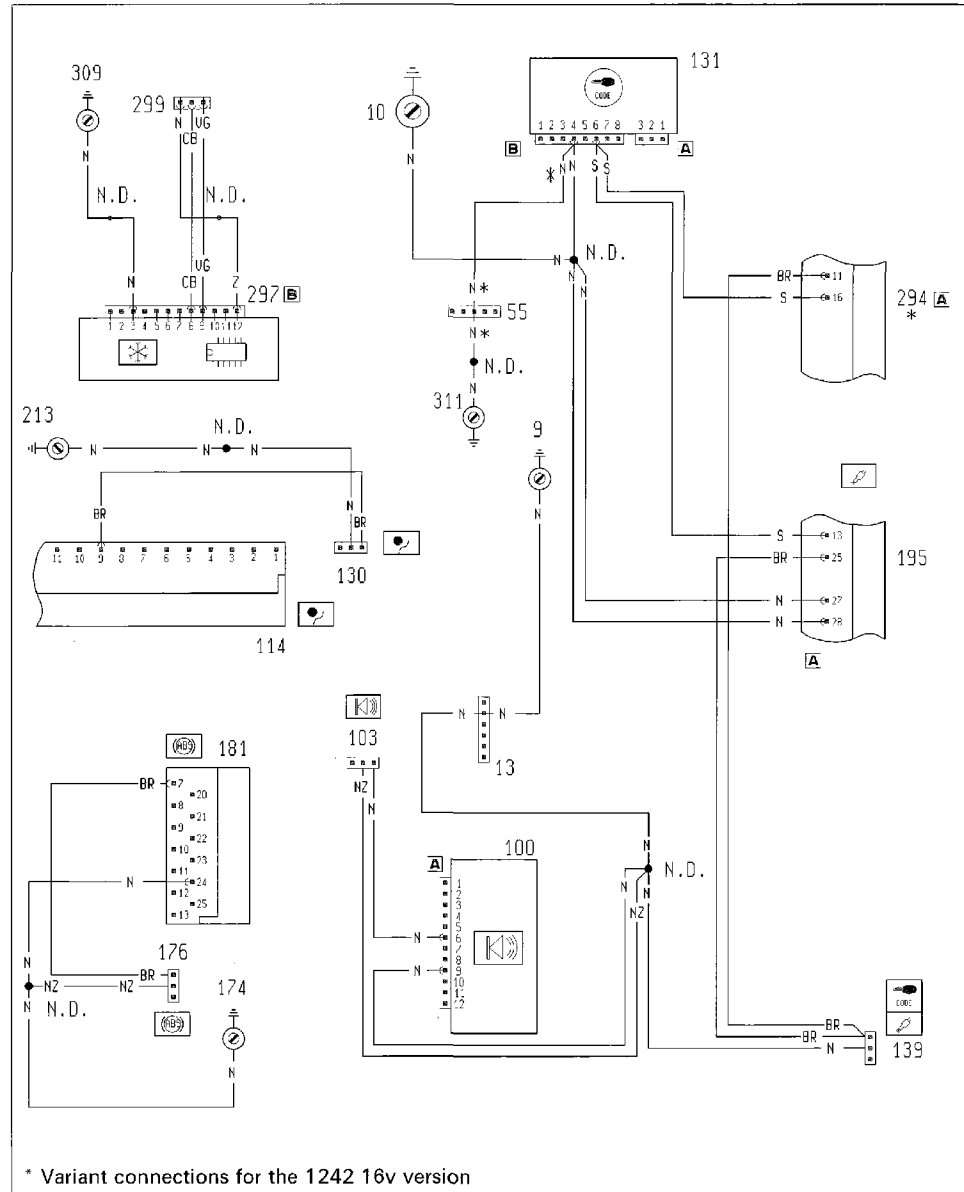 309
299
N VG
CB
N
N.D.
N.D.
VG
N
CB
Z
297 B
1 2 3 4 5 6 7 8 9 10 11 12
10
N
131
CODE
1 2 3 4 5 6 7 8
3 2 1
B
A
* N N S S
N
N.D.
N N
N*
55
N*
N.D.
N
311
BR
11
S
16
294 A
*
213
N
N.D.
N
N
BR
N
BR
11 10 9 8 7 6 5 4 3 2 1
130
114
9
N
S
13
BR
25
195
N
27
N
28
A
N
N
13
103
NZ
N
ABS
181
BR
7
20
8
21
9
22
10
23
11
N
24
12
25
13
176
BR
N
NZ
NZ
N
N.D.
ABS
174
N
100
A
1
2
3
4
5
N
6
7
8
N
9
10
11
12
N
N.D.
N
N
NZ
CODE
BR
BR
N
139
* Variant connections for the 1242 16v version